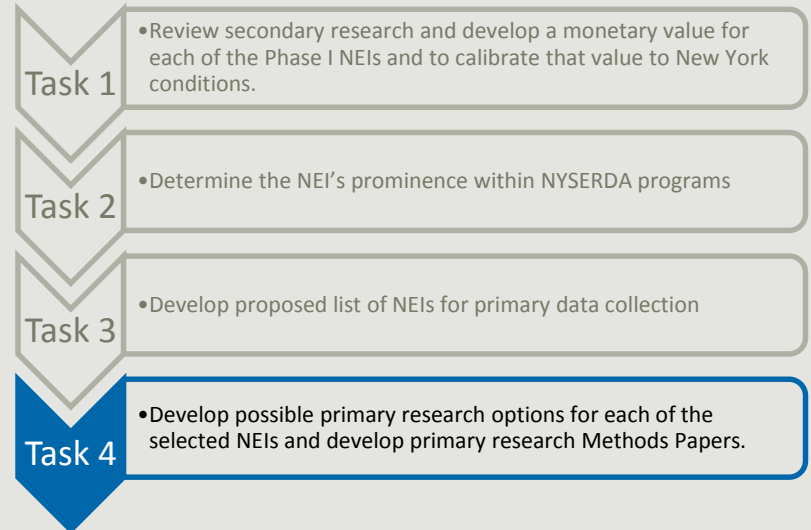 Task 1
•Review secondary research and develop a monetary value for
each of the Phase I NEIs and to calibrate that value to New York
conditions.
Task 2
•Determine the NEI's prominence within NYSERDA programs
Task 3
•Develop proposed list of NEIs for primary data collection
Task 4
•Develop possible primary research options for each of the
selected NEIs and develop primary research Methods Papers.